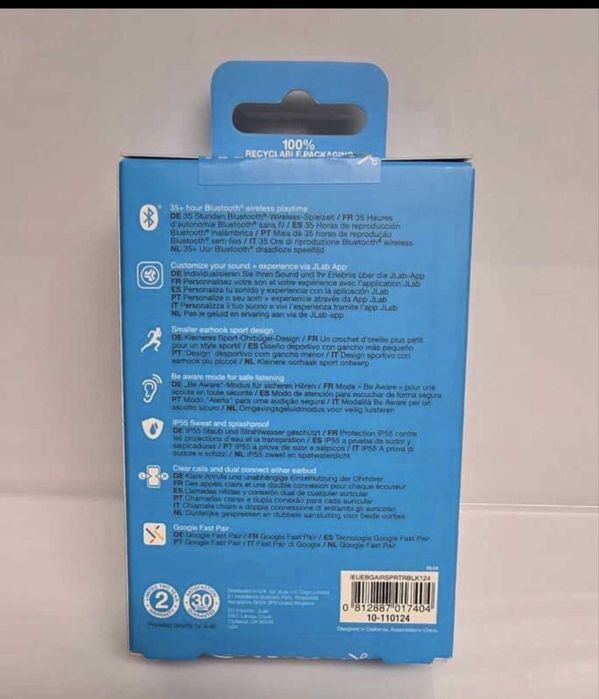 100%
RECYCLABLE PACKAGING
35+ hour Bluetooth® wireless playtime
DE 35 Stunden Bluetooth®-Wireless-Spielzeit / FR 35 Heures
d'autonomie Bluetooth® sans fil / ES 35 Horas de reproducción
Bluetooth® inalámbrica / PT Mais de 35 horas de reprodução
Bluetooth® sem fios / IT 35 Ore di riproduzione Bluetooth® wireless
NL 35+ Uur Bluetooth® draadloze speeltijd
Customize your sound + experience via JLab App
DE Individualisieren Sie Ihren Sound und Ihr Erlebnis über die JLab-App
FR Personnalisez votre son et votre expérience avec l'application JLab
ES Personaliza tu sonido y experiencia con la aplicación JLab
PT Personalize o seu som + experiência através da App JLab
IT Personalizza il tuo suono e vivi l'esperienza tramite l'app JLab
NL Pas je geluid en ervaring aan via de JLab-app
Smaller earhook sport design
DE Kleineres Sport-Ohrbügel-Design / FR Un crochet d'oreille plus petit
pour un style sportif / ES Diseño deportivo con gancho más pequeño
PT Design desportivo com gancho menor / IT Design sportivo con
earhook più piccoli / NL Kleinere oorhaak sport ontwerp
Be aware mode for safe listening
DE „Be Aware"-Modus für sicheres Hören / FR Mode « Be Aware » pour une
écoute en toute sécurité / ES Modo de atención para escuchar de forma segura
PT Modo "Alerta" para uma audição segura / IT Modalità Be Aware per un
ascolto sicuro / NL Omgevingsgeluidmodus voor veilig luisteren
IP55 Sweat and splashproof
DE IP55 Staub und Strahlwasser geschützt / FR Protection IP55 contre
les projections d'eau et la transpiration / ES IP55 a prueba de sudor y
salpicaduras / PT IP55 à prova de suor e salpicos / IT IP55 A prova di
sudore e schizzi / NL IP55 zweet en spatwaterdicht
Clear calls and dual connect either earbud
L R
DE Klare Anrufe und unabhängige Einzelnutzung der Ohrhörer
FR Des appels clairs et une double connexion pour chaque écouteur
ES Llamadas nítidas y conexión dual de cualquier auricular
PT Chamadas claras e dupla conexão para cada auricular
IT Chiamate chiare e doppia connessione di entrambi gli auricolari
NL Duidelijke gesprekken en dubbele aansluiting voor beide oortjes
Google Fast Pair
DE Google Fast Pair / FR Google Fast Pair / ES Tecnología Google Fast Pair
PT Google Fast Pair / IT Fast Pair di Google / NL Google Fast Pair
IEUEBGAIRSPRTRBLK124
0 812887 017404
10-110124
Designed in California. Assembled in China.
2
30
Provided directly by JLab
USA